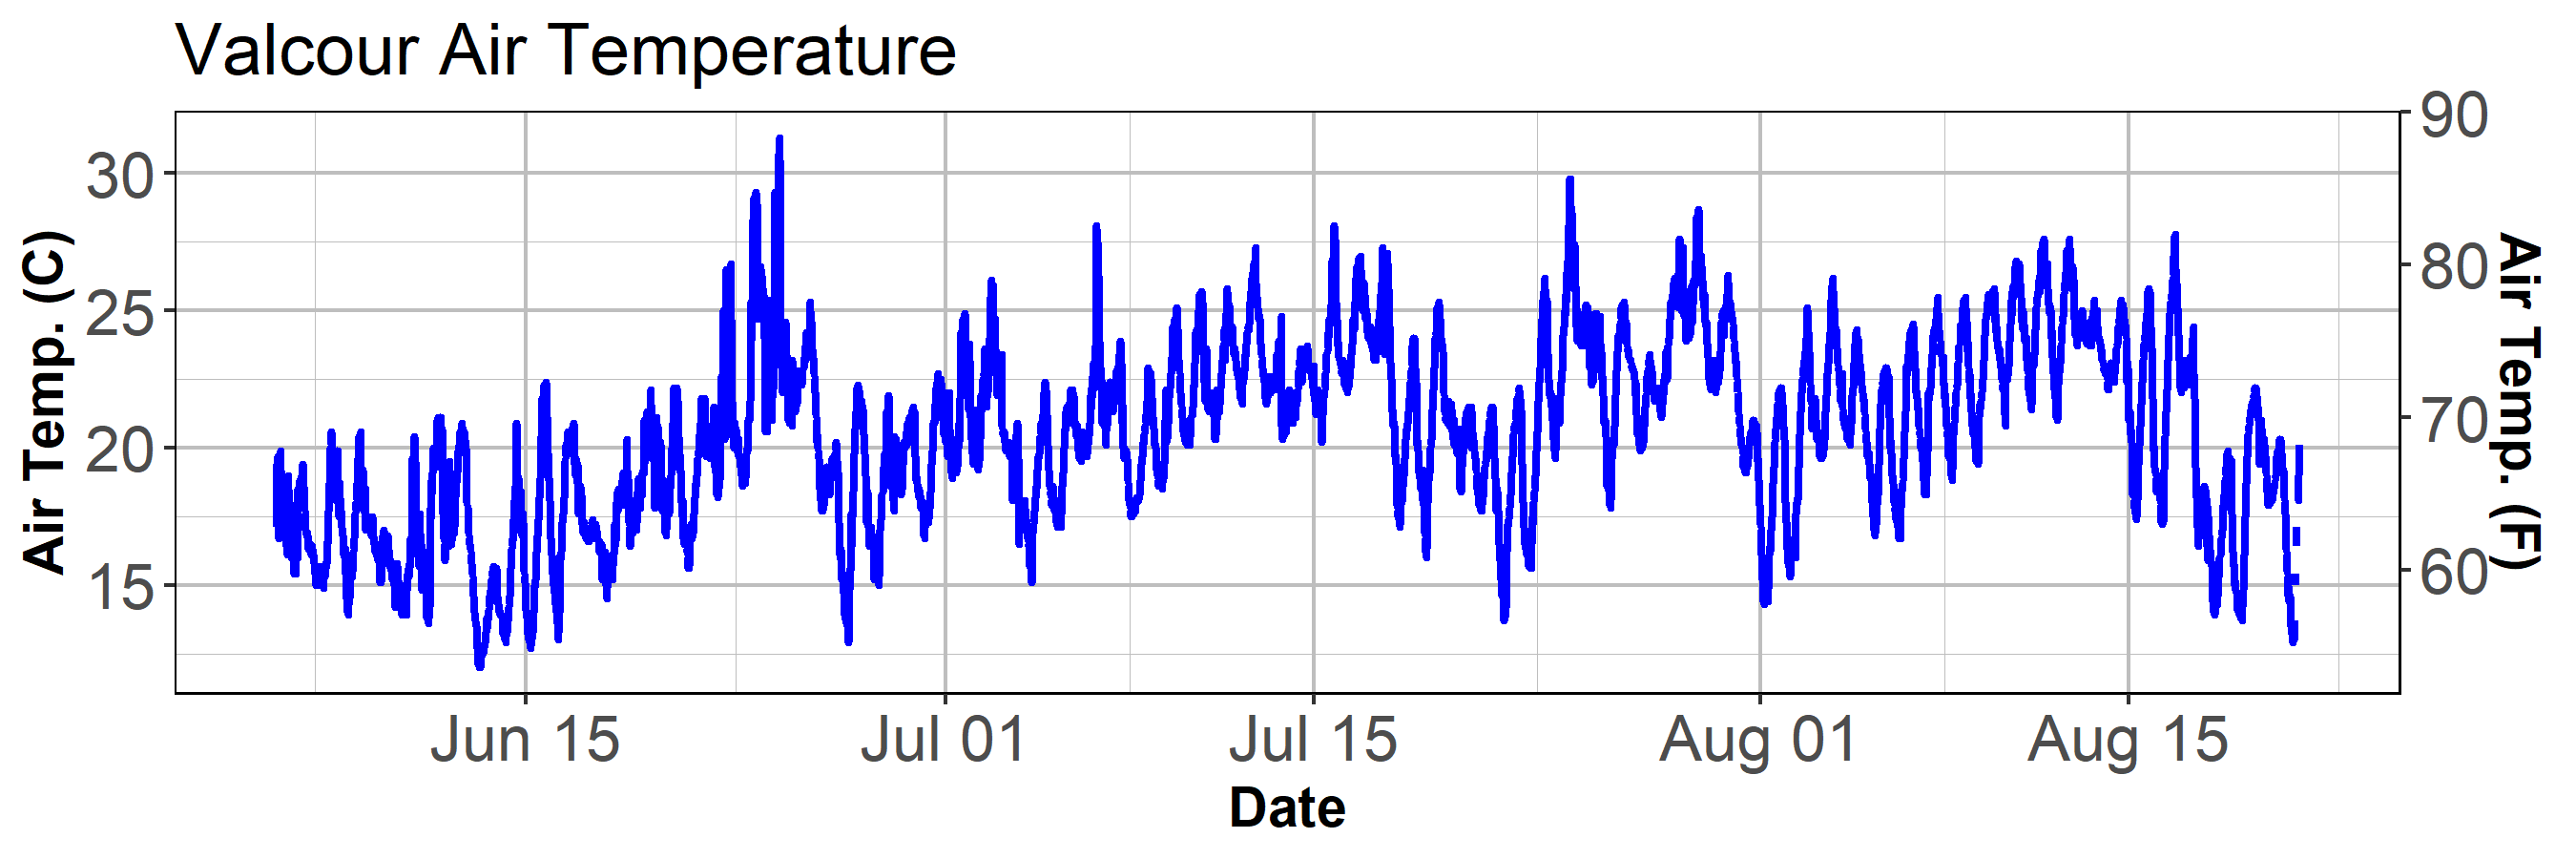 Valcour Air Temperature
Air Temp. (C)
30
25
20
15
90
80
70
60
Air Temp. (F)
Jun 15
Jul 01
Jul 15
Aug 01
Aug 15
Date